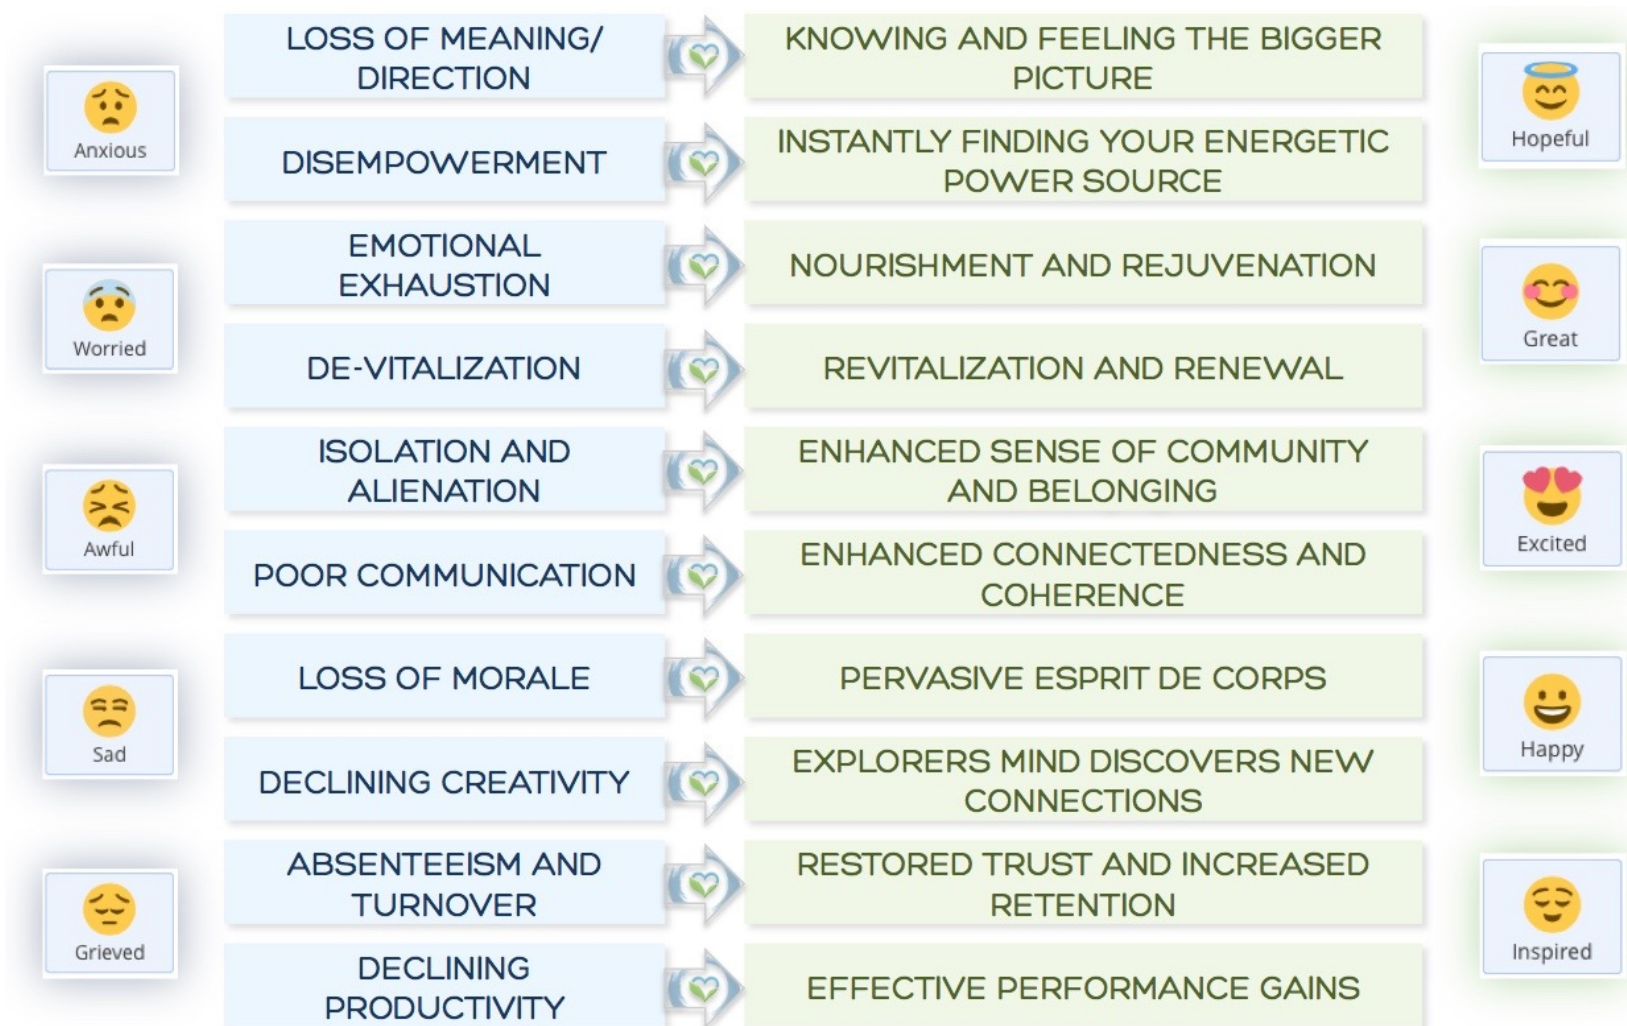 LOSS OF MEANING/
DIRECTION
KNOWING AND FEELING THE BIGGER
PICTURE
Anxious
Hopeful
DISEMPOWERMENT
INSTANTLY FINDING YOUR ENERGETIC
POWER SOURCE
EMOTIONAL
EXHAUSTION
NOURISHMENT AND REJUVENATION
Worried
Great
DE-VITALIZATION
REVITALIZATION AND RENEWAL
ISOLATION AND
ALIENATION
ENHANCED SENSE OF COMMUNITY
AND BELONGING
Awful
Excited
POOR COMMUNICATION
ENHANCED CONNECTEDNESS AND
COHERENCE
LOSS OF MORALE
PERVASIVE ESPRIT DE CORPS
Sad
Happy
DECLINING CREATIVITY
EXPLORERS MIND DISCOVERS NEW
CONNECTIONS
ABSENTEEISM AND
TURNOVER
RESTORED TRUST AND INCREASED
RETENTION
Grieved
Inspired
DECLINING
PRODUCTIVITY
EFFECTIVE PERFORMANCE GAINS